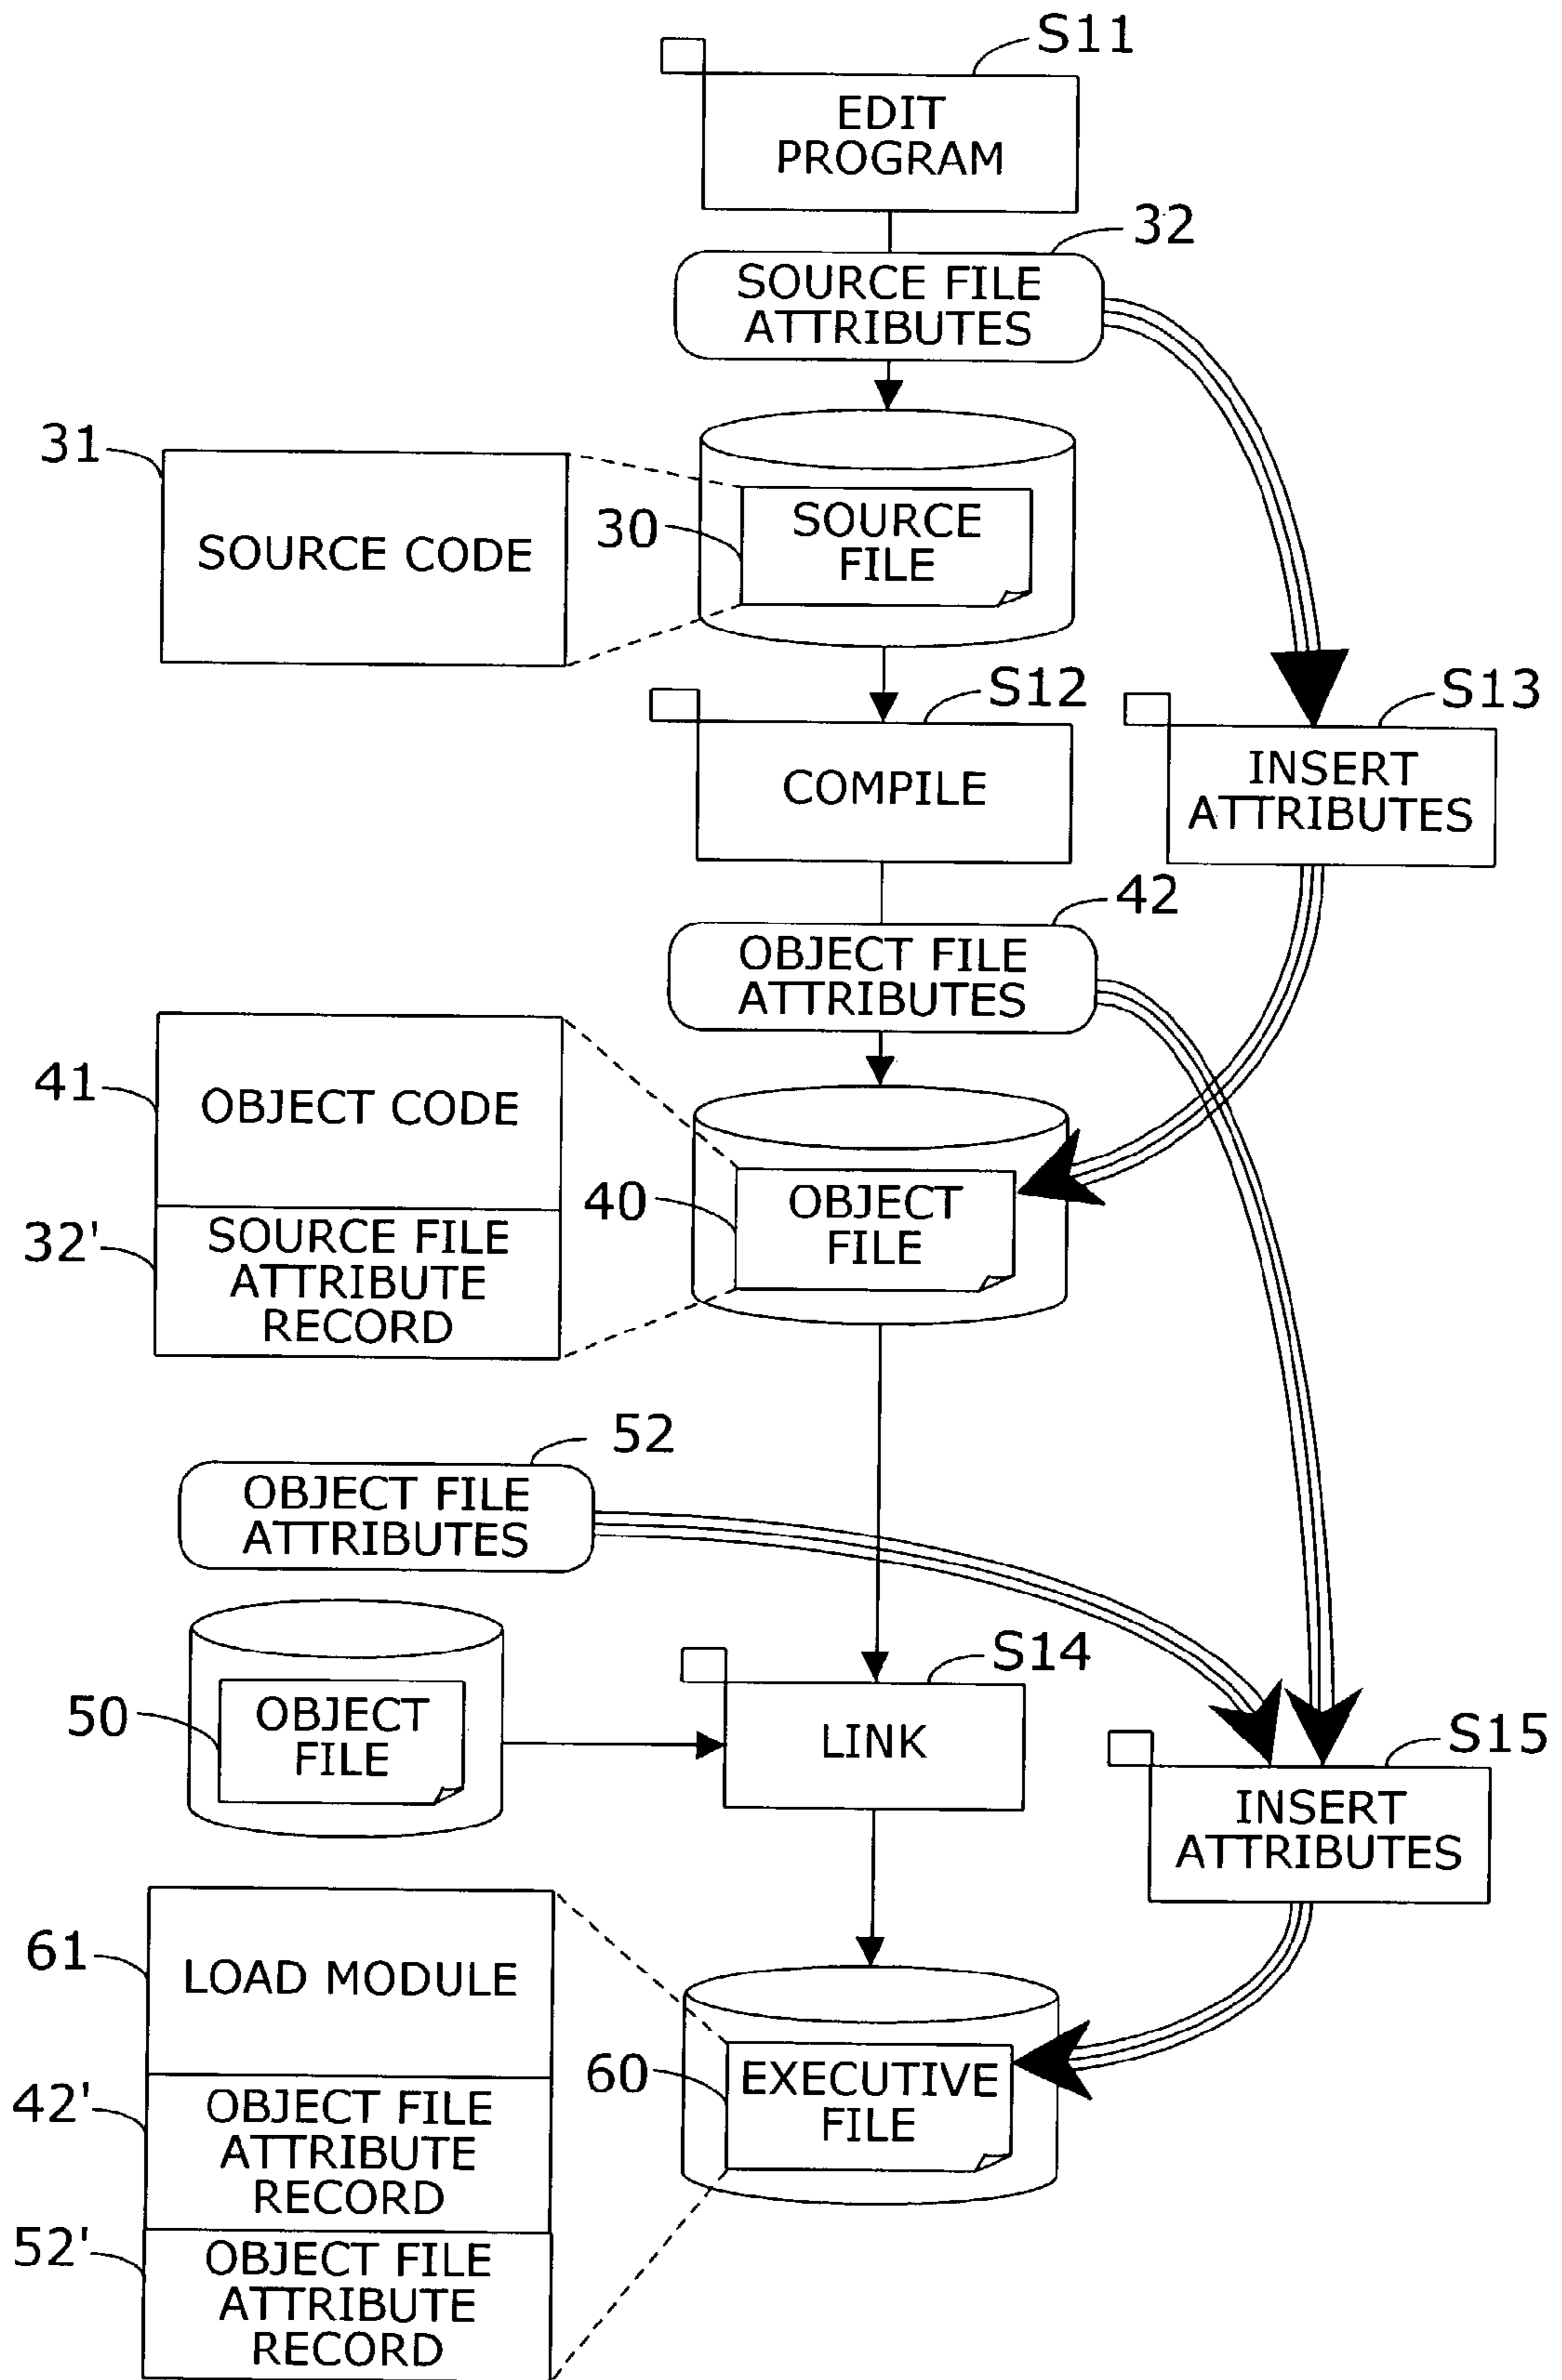 S11
EDIT
PROGRAM
32
SOURCE FILE
ATTRIBUTES
31
SOURCE CODE
30
SOURCE
FILE
S12
COMPILE
S13
INSERT
ATTRIBUTES
42
OBJECT FILE
ATTRIBUTES
41
OBJECT CODE
32'
SOURCE FILE
ATTRIBUTE
RECORD
40
OBJECT
FILE
52
OBJECT FILE
ATTRIBUTES
50
OBJECT
FILE
S14
LINK
S15
INSERT
ATTRIBUTES
61
LOAD MODULE
42'
OBJECT FILE
ATTRIBUTE
RECORD
52'
OBJECT FILE
ATTRIBUTE
RECORD
60
EXECUTIVE
FILE